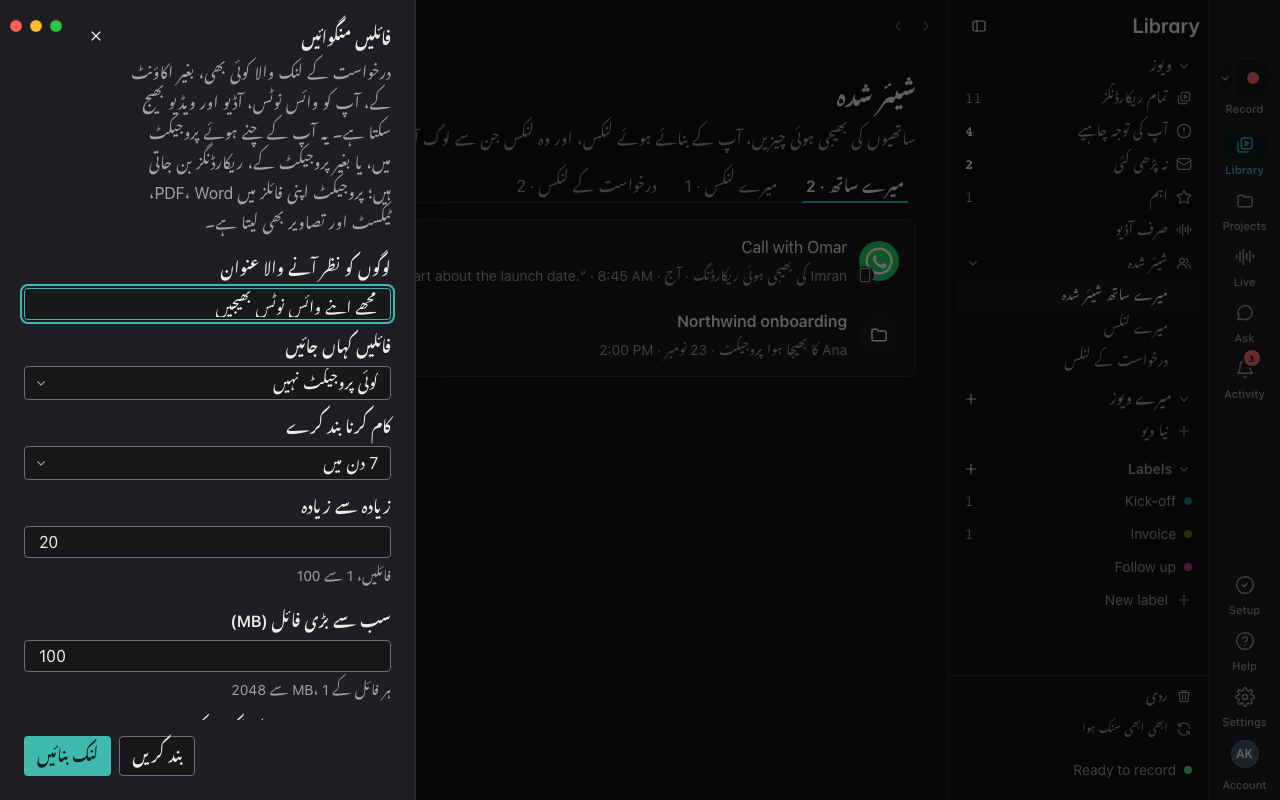 فائلیں منگوائیں
درخواست کے لنک والا کوئی بھی، بغیر اکاؤنٹ
کے، آپ کو وائس نوٹس، آڈیو اور ویڈیو بھیج
سکتا ہے۔ یہ آپ کے چنے ہوئے پروجیکٹ
میں، یا بغیر پروجیکٹ کے، ریکارڈنگز بن جاتی
ہیں؛ پروجیکٹ اپنی فائلز میں PDF، Word،
ٹیکسٹ اور تصاویر بھی لیتا ہے۔
لوگوں کو نظر آنے والا عنوان
مجھے اپنے وائس نوٹس بھیجیں
فائلیں کہاں جائیں
کوئی پروجیکٹ نہیں
کام کرنا بند کرے
7 دن میں
زیادہ سے زیادہ
20
فائلیں، 1 سے 100
سب سے بڑی فائل (MB)
100
ہر فائل کے MB، 1 سے 2048
بند کریں
لنک بنائیں
شیئر شدہ
ساتھیوں کی بھیجی ہوئی چیزیں، آپ کے بنائے ہوئے لنکس، اور وہ لنکس جن سے لوگ
میرے ساتھ · 2
میرے لنکس · 1
درخواست کے لنکس · 2
Call with Omar
Imran کی بھیجی ہوئی ریکارڈنگ · آج · 8:45 AM · "art about the launch date.
Northwind onboarding
Ana کا بھیجا ہوا پروجیکٹ · 23 نومبر · 2:00 PM
Library
ویوز
تمام ریکارڈنگز 11
آپ کی توجہ چاہیے 4
نہ پڑھی گئی 2
اہم 1
صرف آڈیو
شیئر شدہ
میرے ساتھ شیئر شدہ
میرے لنکس
درخواست کے لنکس
میرے ویوز
نیا ویو
Labels
Kick-off 1
Invoice 1
Follow up
New label
ردی
ابھی ابھی سنک ہوا
Ready to record
Record
Library
Projects
Live
Ask
3
Activity
Setup
Help
Settings
AK
Account